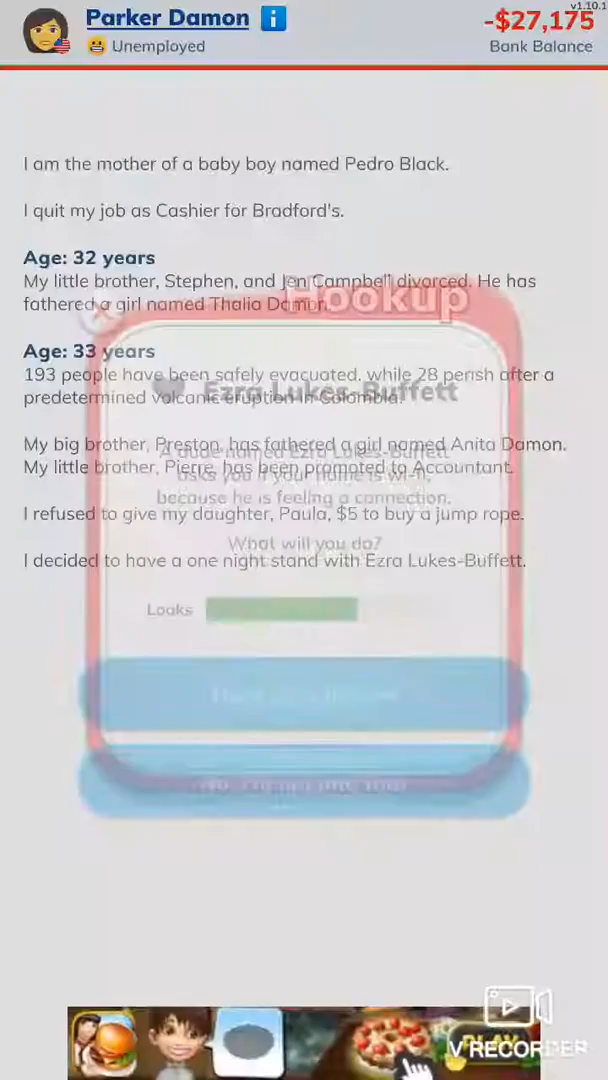 v1.10.1
Parker Damon
-$27,175
Unemployed
Bank Balance
I am the mother of a baby boy named Pedro Black.
I quit my job as Cashier for Bradford's.
Age: 32 years
My little brother, Stephen, and Jen Campbell divorced. He has
fathered a girl named Thalia Damon.
Hookup
Age: 33 years
193 people have been safely evacuated, while 28 perish after a
predetermined volcanic eruption in Colombia.
Ezra Lukes-Buffett
My big brother, Preston, has fathered a girl named Anita Damon.
My little brother, Pierre, has been promoted to Accountant.
A dude named Ezra Lukes-Buffett
asks you if your name is wi-fi,
because he is feeling a connection.
I refused to give my daughter, Paula, $5 to buy a jump rope.
What will you do?
I decided to have a one night stand with Ezra Lukes-Buffett.
Looks
PLAY
V RECORDER